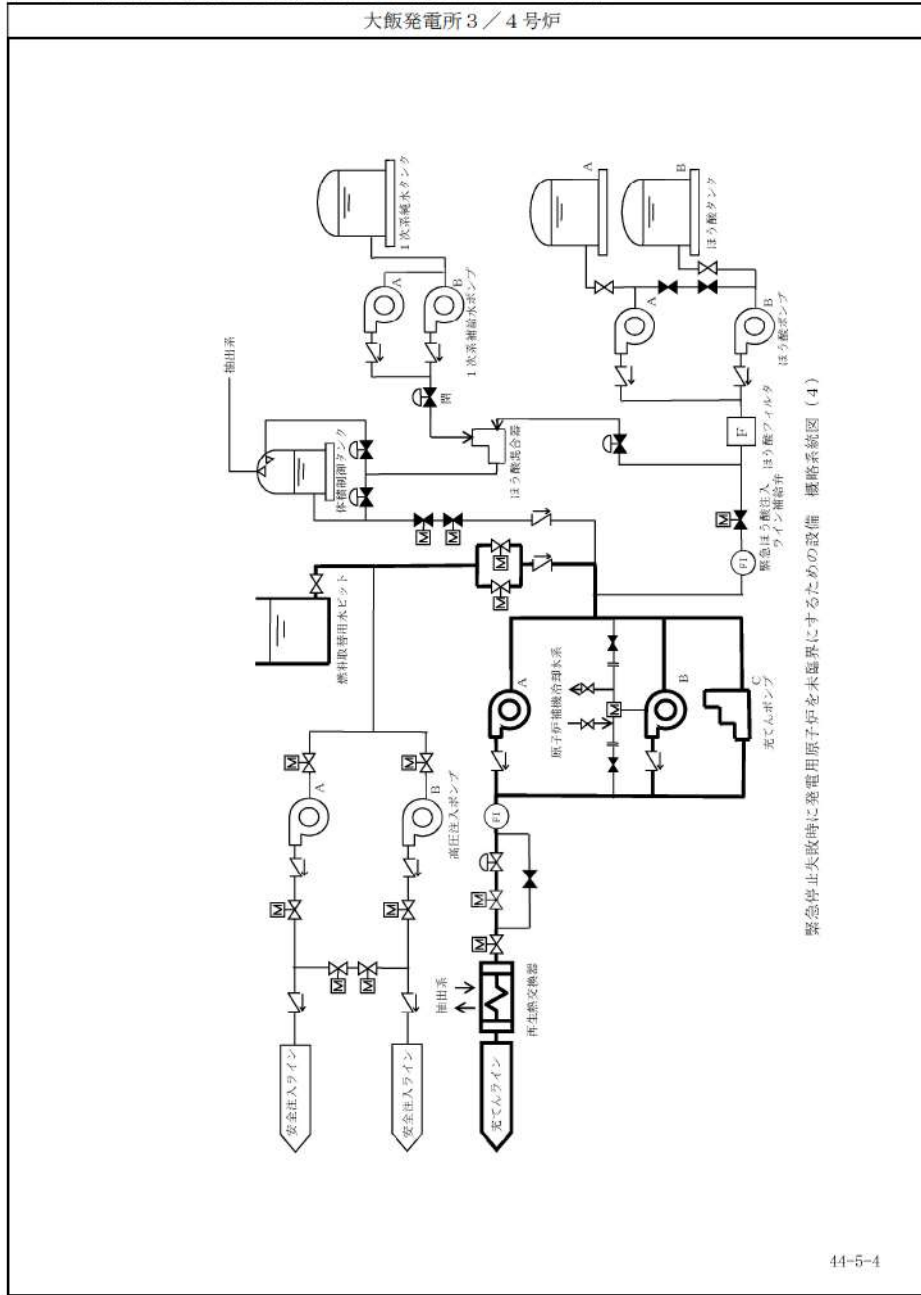 大飯発電所3/4号炉
抽出系
1次系純水タンク
A
B
1次系補給水ポンプ
閉
体積制御タンク
ほう酸混合器
A
B
ほう酸タンク
A
B
ほう酸ポンプ
F
ほう酸フィルタ
M
FI
緊急ほう酸注入
ライン補給弁
M
M
燃料取替用水ピット
M
M
A
原子炉補機冷却水系
M
B
C
充てんポンプ
M
A
M
B
高圧注入ポンプ
M
M
M
M
FI
M
M
抽出系
再生熱交換器
安全注入ライン
安全注入ライン
充てんライン
緊急停止失敗時に発電用原子炉を未臨界にするための設備 概略系統図(4)
44-5-4